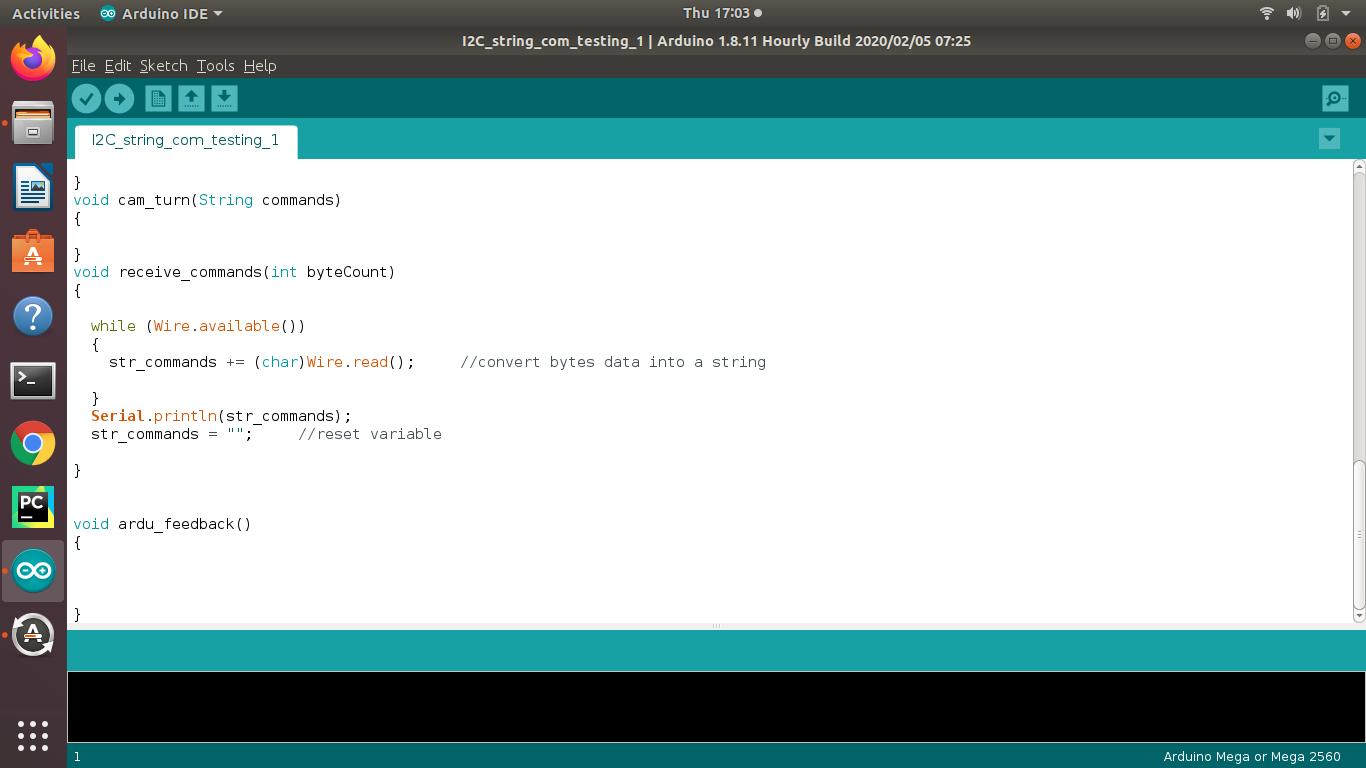 Activities Arduino IDE Thu 17:03
I2C_string_com_testing_1 | Arduino 1.8.11 Hourly Build 2020/02/05 07:25
File Edit Sketch Tools Help
I2C_string_com_testing_1
}
void cam_turn(String commands)
{
}
void receive_commands(int byteCount)
{
while (Wire.available())
{
str_commands += (char)Wire.read(); //convert bytes data into a string
}
Serial.println(str_commands);
str_commands = ""; //reset variable
}
void ardu_feedback()
{
}
PC
1 Arduino Mega or Mega 2560